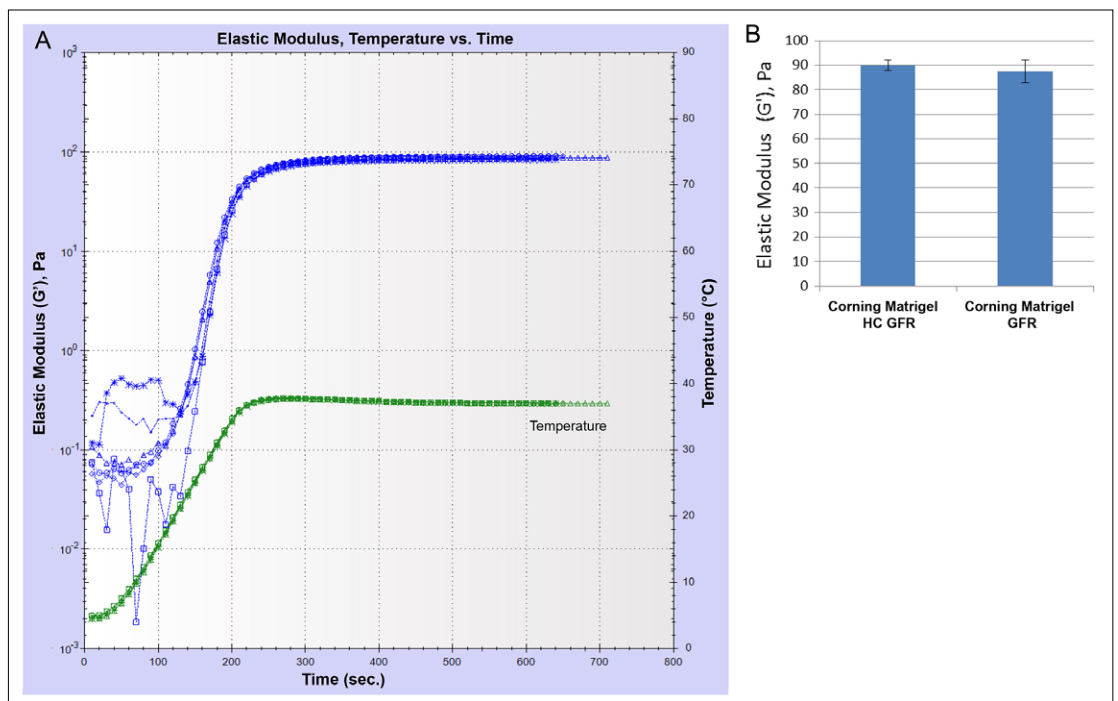 A
Elastic Modulus, Temperature vs. Time
Elastic Modulus (G'), Pa
10³
10²
10¹
10⁰
10⁻¹
10⁻²
10⁻³
0 100 200 300 400 500 600 700 800
Time (sec.)
90
80
70
60
50
40
30
20
10
0
Temperature (°C)
Temperature
B
Elastic Modulus (G'), Pa
100
90
80
70
60
50
40
30
20
10
0
Corning Matrigel
HC GFR
Corning Matrigel
GFR